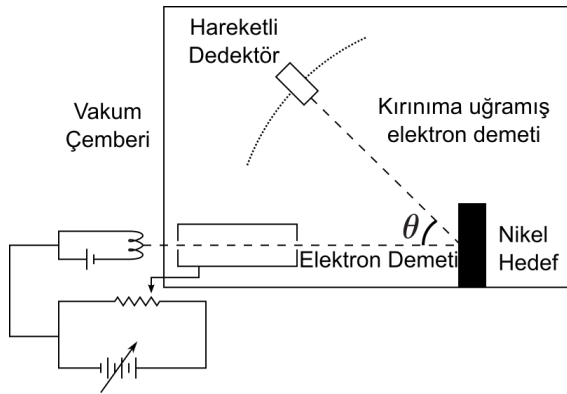 Hareketli
Dedektör
Vakum
Çemberi
Kırınıma uğramış
elektron demeti
θ
Elektron Demeti
Nikel
Hedef